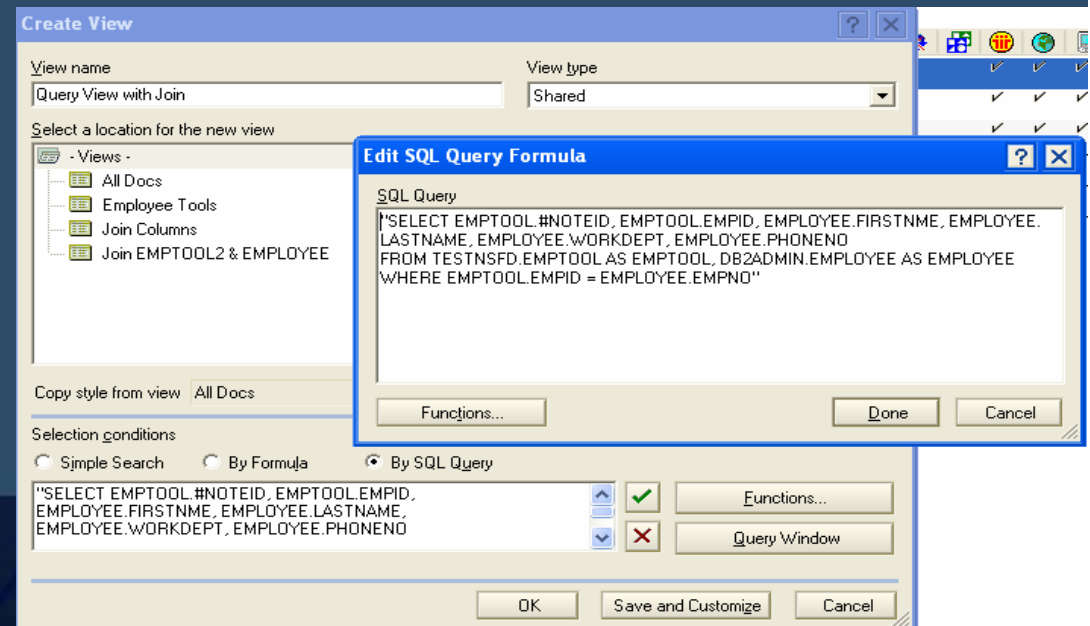 Create View
View name
View type
Query View with Join
Shared
Select a location for the new view
- Views -
All Docs
Employee Tools
Join Columns
Join EMPTOOL2 & EMPLOYEE
Copy style from view All Docs
Edit SQL Query Formula
SQL Query
"SELECT EMPTOOL.#NOTEID, EMPTOOL.EMPID, EMPLOYEE.FIRSTNME, EMPLOYEE.
LASTNAME, EMPLOYEE.WORKDEPT, EMPLOYEE.PHONENO
FROM TESTNSFD.EMPTOOL AS EMPTOOL, DB2ADMIN.EMPLOYEE AS EMPLOYEE
WHERE EMPTOOL.EMPID = EMPLOYEE.EMPNO"
Functions...
Done
Cancel
Selection conditions
Simple Search
By Formula
By SQL Query
"SELECT EMPTOOL.#NOTEID, EMPTOOL.EMPID,
EMPLOYEE.FIRSTNME, EMPLOYEE.LASTNAME,
EMPLOYEE.WORKDEPT, EMPLOYEE.PHONENO
Functions...
Query Window
OK
Save and Customize
Cancel